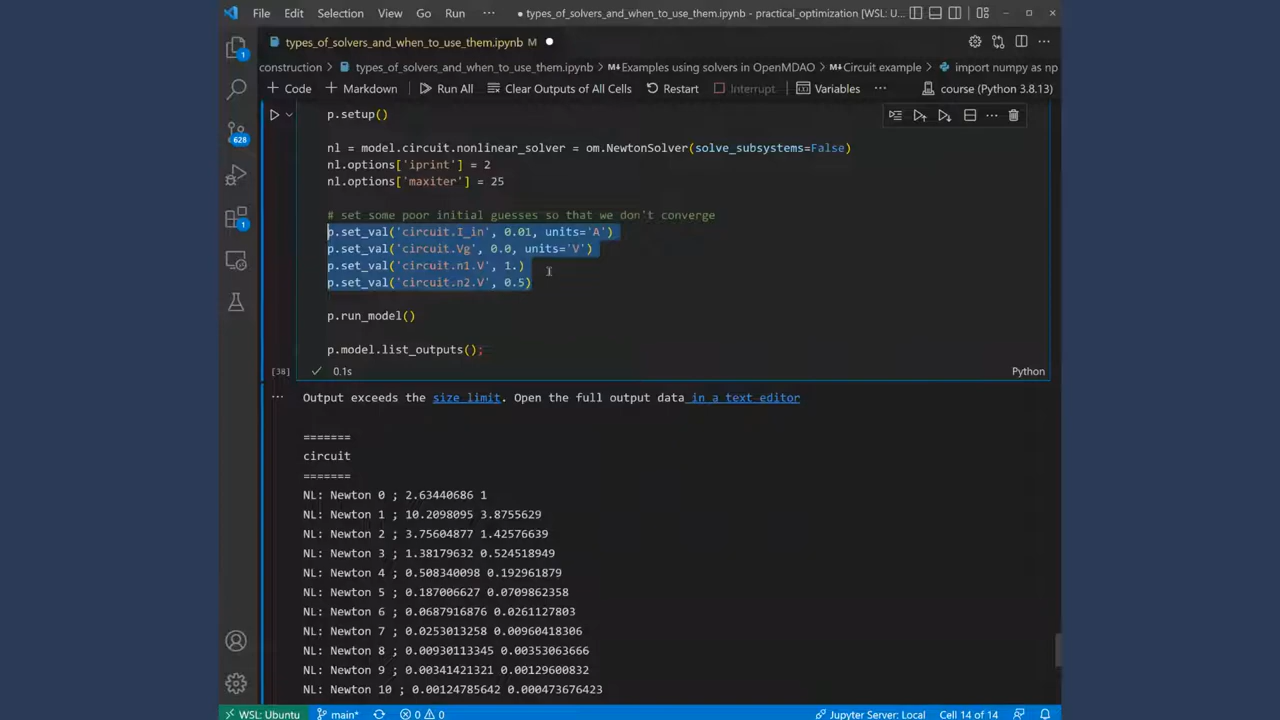 File Edit Selection View Go Run ··· ● types_of_solvers_and_when_to_use_them.ipynb - practical_optimization [WSL: U...
types_of_solvers_and_when_to_use_them.ipynb M ●
construction > types_of_solvers_and_when_to_use_them.ipynb > M↓Examples using solvers in OpenMDAO > M↓Circuit example > import numpy as np
+ Code + Markdown Run All Clear Outputs of All Cells Restart Interrupt Variables ··· course (Python 3.8.13)
1
628
1
p.setup()
nl = model.circuit.nonlinear_solver = om.NewtonSolver(solve_subsystems=False)
nl.options['iprint'] = 2
nl.options['maxiter'] = 25
# set some poor initial guesses so that we don't converge
p.set_val('circuit.I_in', 0.01, units='A')
p.set_val('circuit.Vg', 0.0, units='V')
p.set_val('circuit.n1.V', 1.)
p.set_val('circuit.n2.V', 0.5)
p.run_model()
p.model.list_outputs();
[38] ✓ 0.1s Python
··· Output exceeds the size limit. Open the full output data in a text editor
=======
circuit
=======
NL: Newton 0 ; 2.63440686 1
NL: Newton 1 ; 10.2098095 3.8755629
NL: Newton 2 ; 3.75604877 1.42576639
NL: Newton 3 ; 1.38179632 0.524518949
NL: Newton 4 ; 0.508340098 0.192961879
NL: Newton 5 ; 0.187006627 0.0709862358
NL: Newton 6 ; 0.0687916876 0.0261127803
NL: Newton 7 ; 0.0253013258 0.00960418306
NL: Newton 8 ; 0.00930113345 0.00353063666
NL: Newton 9 ; 0.00341421321 0.00129600832
NL: Newton 10 ; 0.00124785642 0.000473676423
WSL: Ubuntu main* 0 0 Jupyter Server: Local Cell 14 of 14